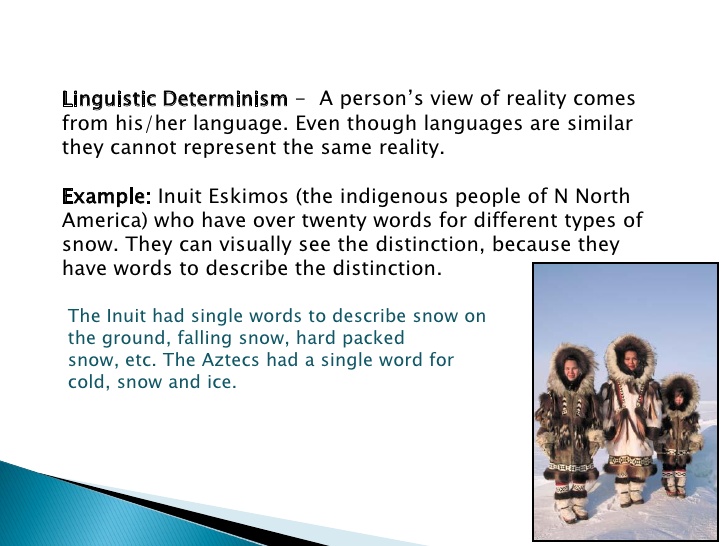 Linguistic Determinism - A person's view of reality comes
from his/her language. Even though languages are similar
they cannot represent the same reality.
Example: Inuit Eskimos (the indigenous people of N North
America) who have over twenty words for different types of
snow. They can visually see the distinction, because they
have words to describe the distinction.
The Inuit had single words to describe snow on
the ground, falling snow, hard packed
snow, etc. The Aztecs had a single word for
cold, snow and ice.